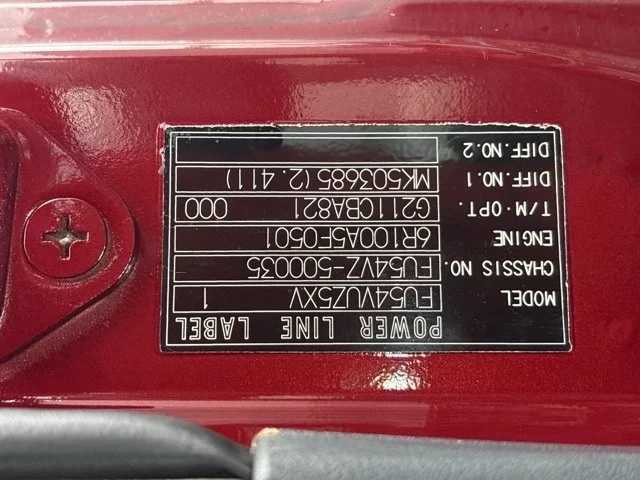 POWER LINE LABEL
MODEL FU54VUZ5XV 1
CHASSIS NO. FU54VZ-500035
ENGINE 6R100A5F0501
T/M·OPT. G211CBA821 000
DIFF.NO.1 MK503685(2.411)
DIFF.NO.2